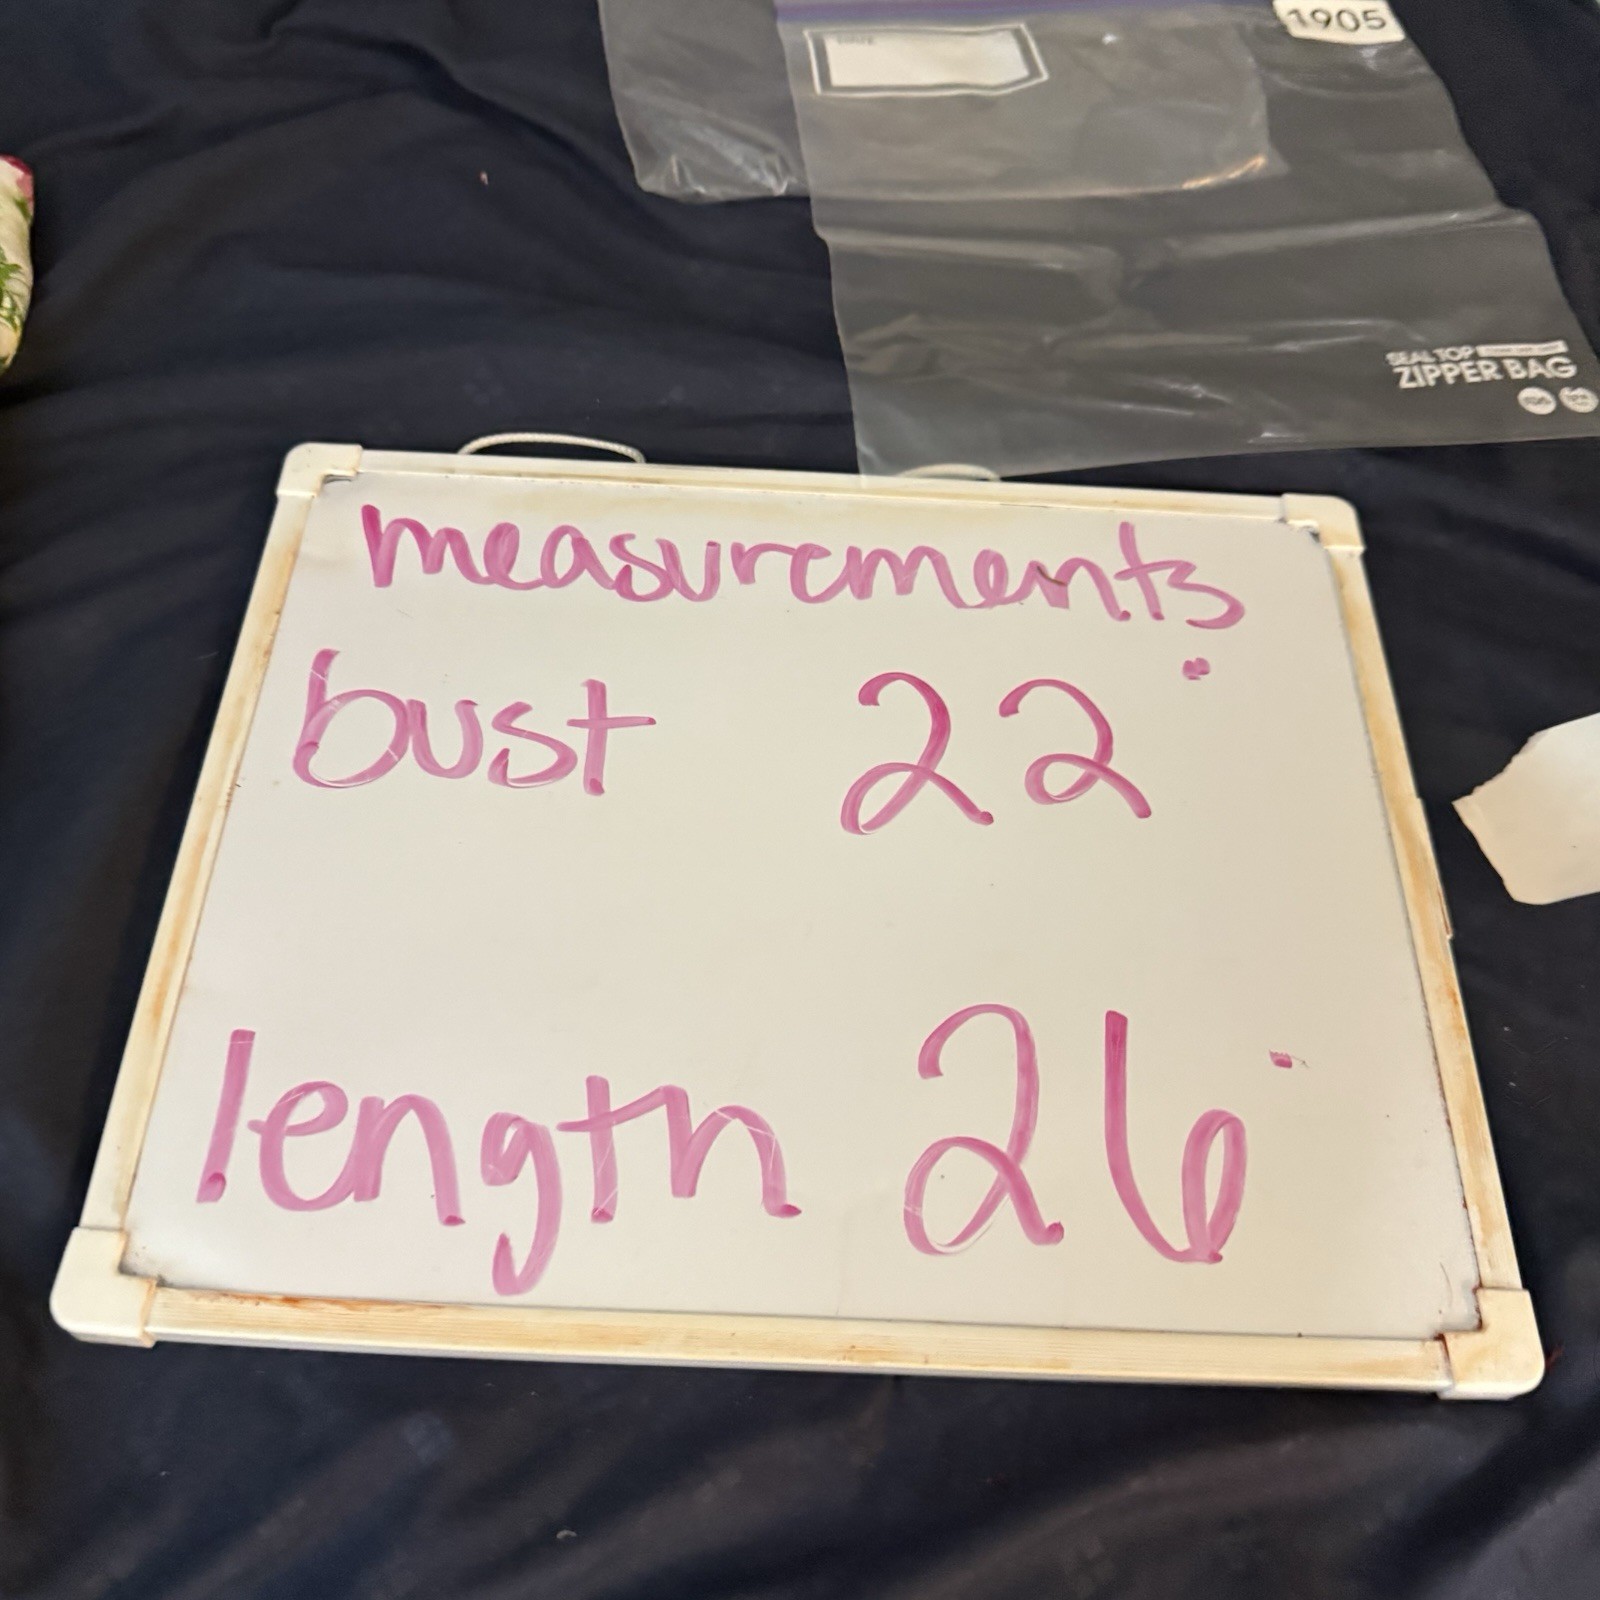 1905
SEAL TOP
ZIPPER BAG
measurements
bust 22"
length 26"